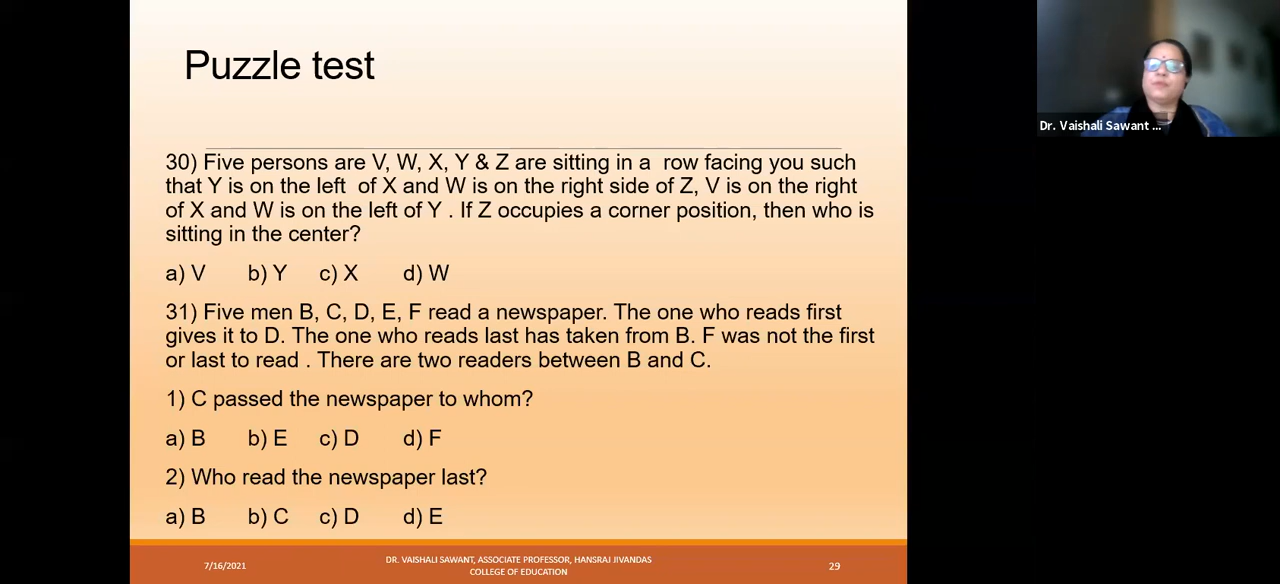 Puzzle test
Dr. Vaishali Sawant ...
30) Five persons are V, W, X, Y & Z are sitting in a row facing you such
that Y is on the left of X and W is on the right side of Z, V is on the right
of X and W is on the left of Y . If Z occupies a corner position, then who is
sitting in the center?
a) V b) Y c) X d) W
31) Five men B, C, D, E, F read a newspaper. The one who reads first
gives it to D. The one who reads last has taken from B. F was not the first
or last to read . There are two readers between B and C.
1) C passed the newspaper to whom?
a) B b) E c) D d) F
2) Who read the newspaper last?
a) B b) C c) D d) E
7/16/2021
DR. VAISHALI SAWANT, ASSOCIATE PROFESSOR, HANSRAJ JIVANDAS
COLLEGE OF EDUCATION
29